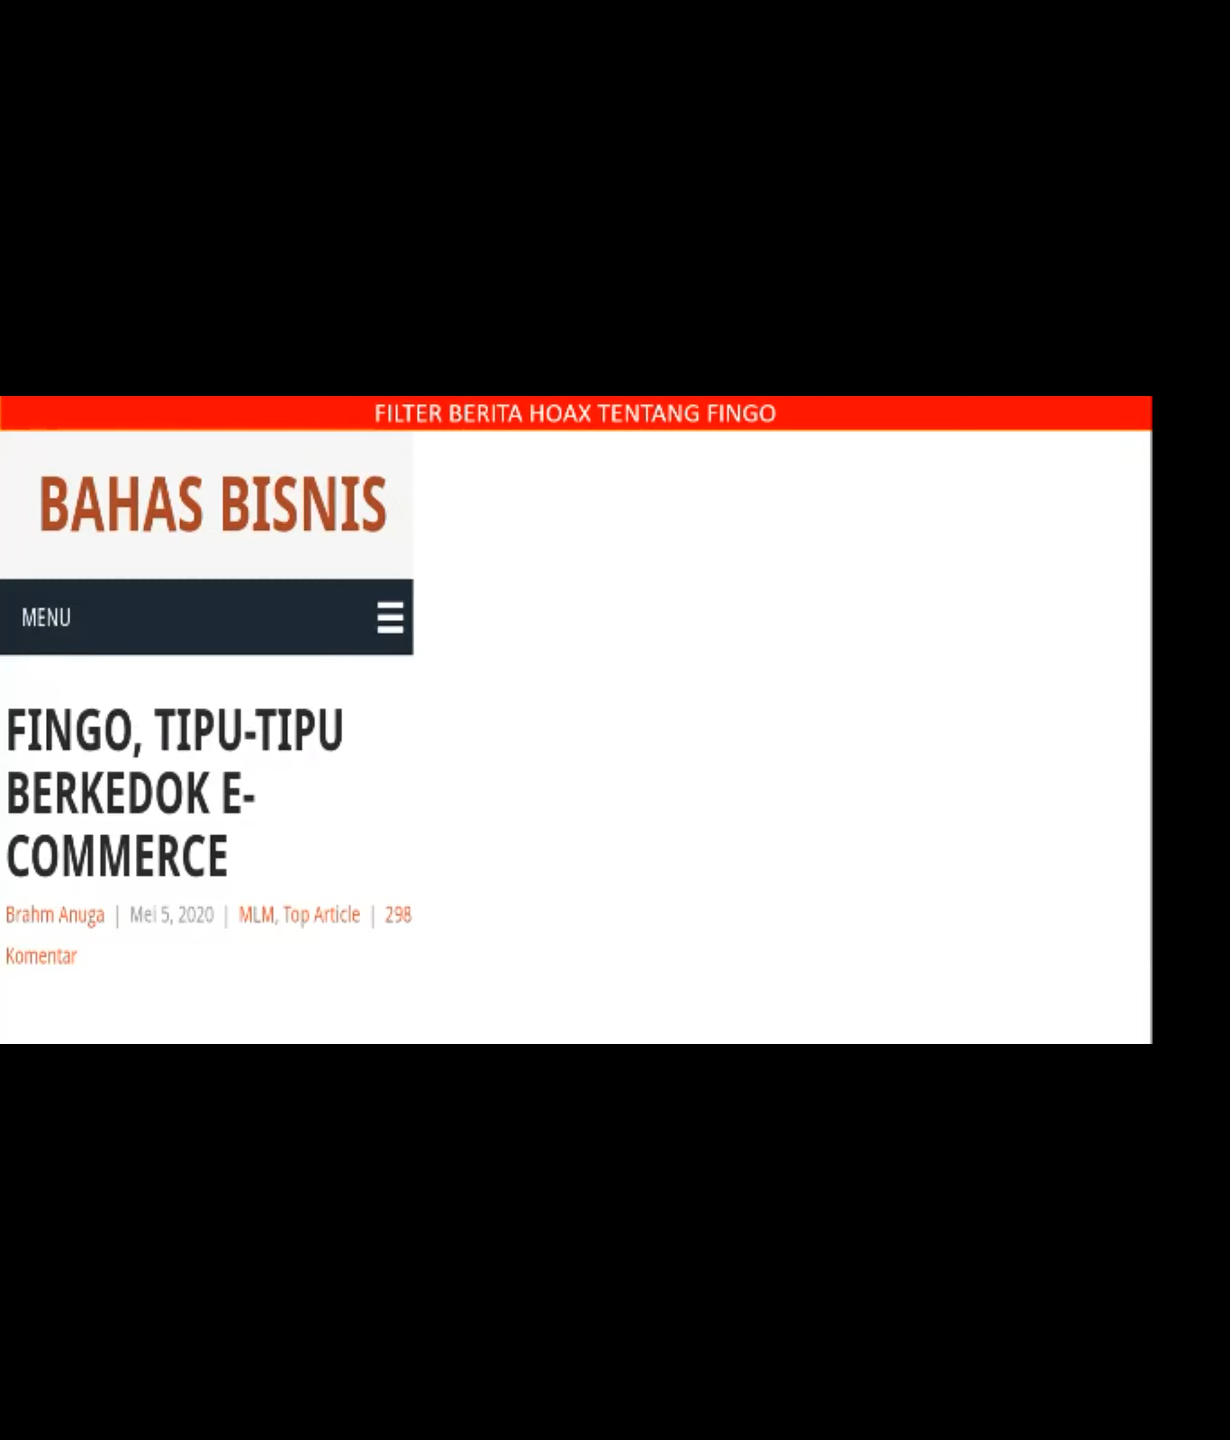 FILTER BERITA HOAX TENTANG FINGO
BAHAS BISNIS
MENU
FINGO, TIPU-TIPU
BERKEDOK E-
COMMERCE
Brahm Anuga | Mei 5, 2020 | MLM, Top Article | 298
Komentar